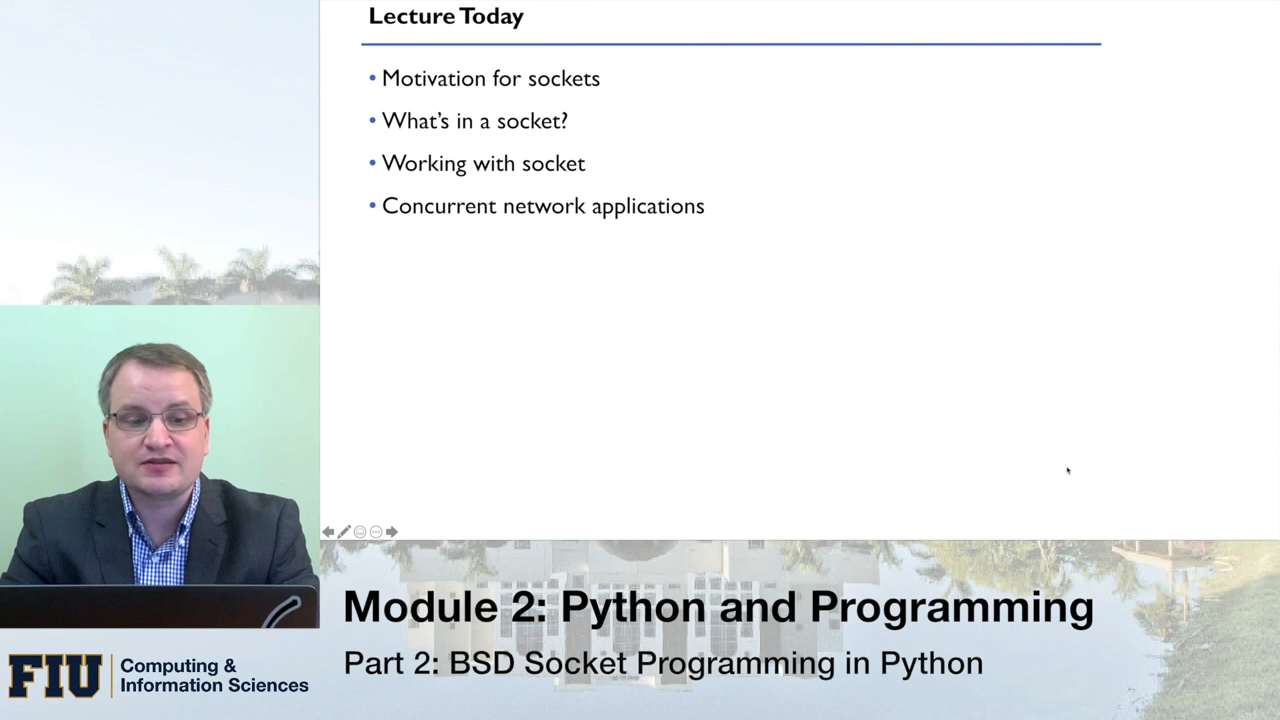 Lecture Today
• Motivation for sockets
• What's in a socket?
• Working with socket
• Concurrent network applications
Module 2: Python and Programming
Part 2: BSD Socket Programming in Python
FIU
Computing &
Information Sciences